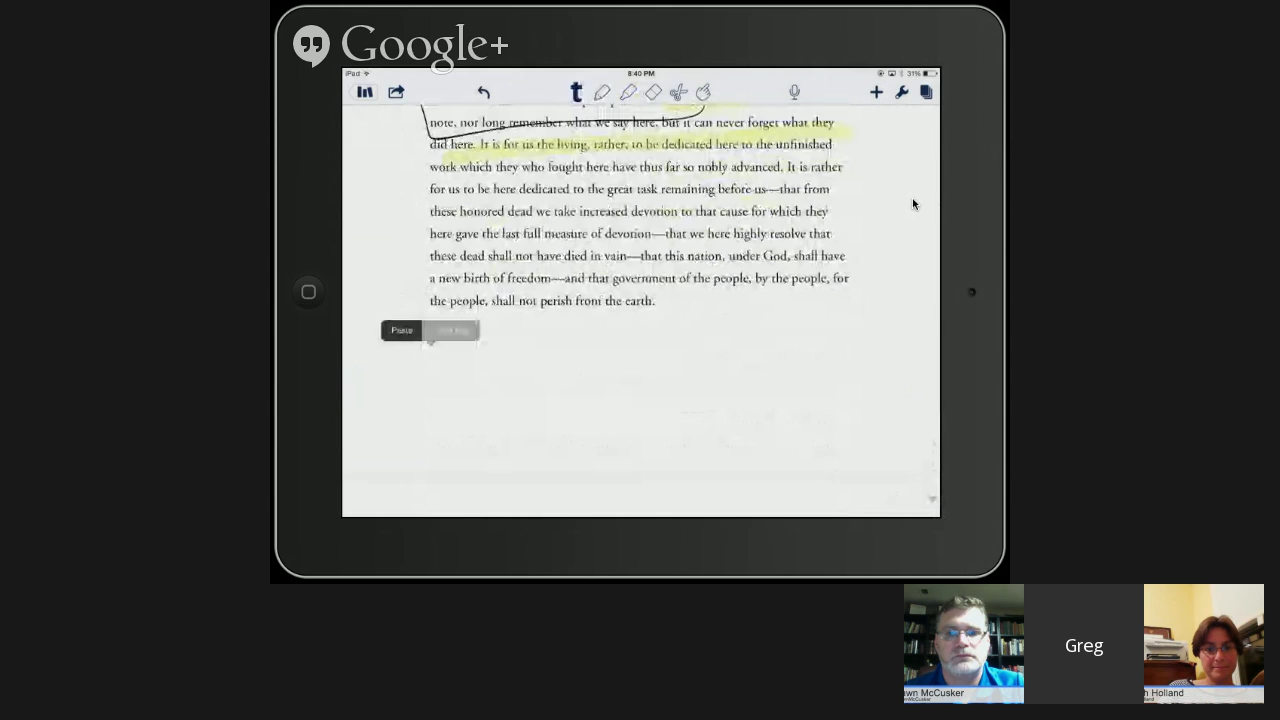 Google+
iPad
8:40 PM
31%
t
note, nor long remember what we say here, but it can never forget what they
did here. It is for us the living, rather, to be dedicated here to the unfinished
work which they who fought here have thus far so nobly advanced. It is rather
for us to be here dedicated to the great task remaining before us—that from
these honored dead we take increased devotion to that cause for which they
here gave the last full measure of devotion—that we here highly resolve that
these dead shall not have died in vain—that this nation, under God, shall have
a new birth of freedom—and that government of the people, by the people, for
the people, shall not perish from the earth.
Paste
Greg
wn McCusker
h Holland